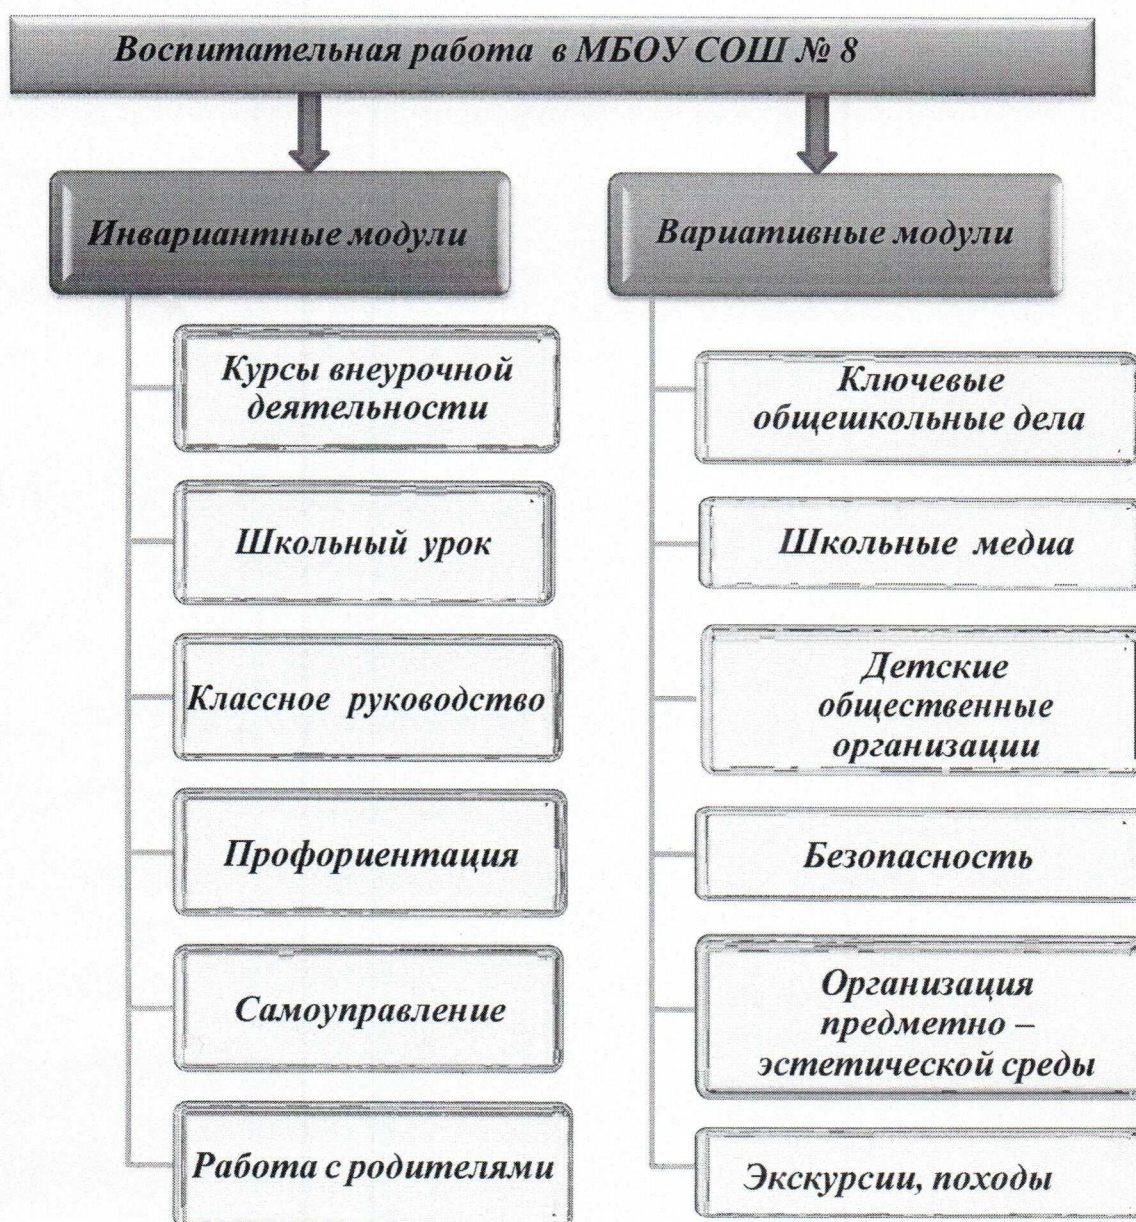 Воспитательная работа в МБОУ СОШ № 8
Инвариантные модули
Курсы внеурочной
деятельности
Школьный урок
Классное руководство
Профориентация
Самоуправление
Работа с родителями
Вариативные модули
Ключевые
общешкольные дела
Школьные медиа
Детские
общественные
организации
Безопасность
Организация
предметно –
эстетической среды
Экскурсии, походы